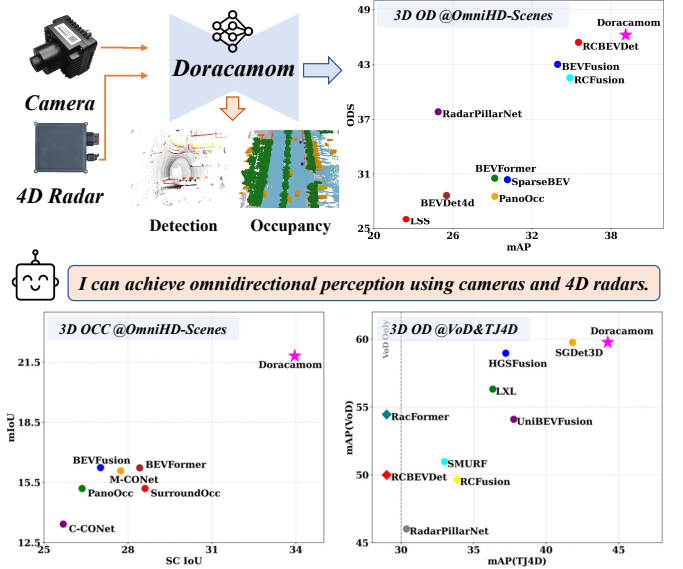 Camera
4D Radar
Doracamom
Detection
Occupancy
3D OD @OmniHD-Scenes
Doracamom
RCBEVDet
BEVFusion
RCFusion
RadarPillarNet
BEVFormer
SparseBEV
BEVDet4d
PanoOcc
LSS
ODS
43
37
31
25
20
26
32
38
mAP
I can achieve omnidirectional perception using cameras and 4D radars.
3D OCC @OmniHD-Scenes
Doracamom
BEVFusion
BEVFormer
M-CONet
PanoOcc
SurroundOcc
C-CONet
mIoU
21.5
18.5
15.5
12.5
25
28
31
34
SC IoU
3D OD @VoD&TJ4D
VoD Only
Doracamom
SGDet3D
HGSFusion
LXL
RacFormer
UniBEVFusion
SMURF
RCBEVDet
RCFusion
RadarPillarNet
mAP(VoD)
60
55
50
45
30
35
40
45
mAP(TJ4D)